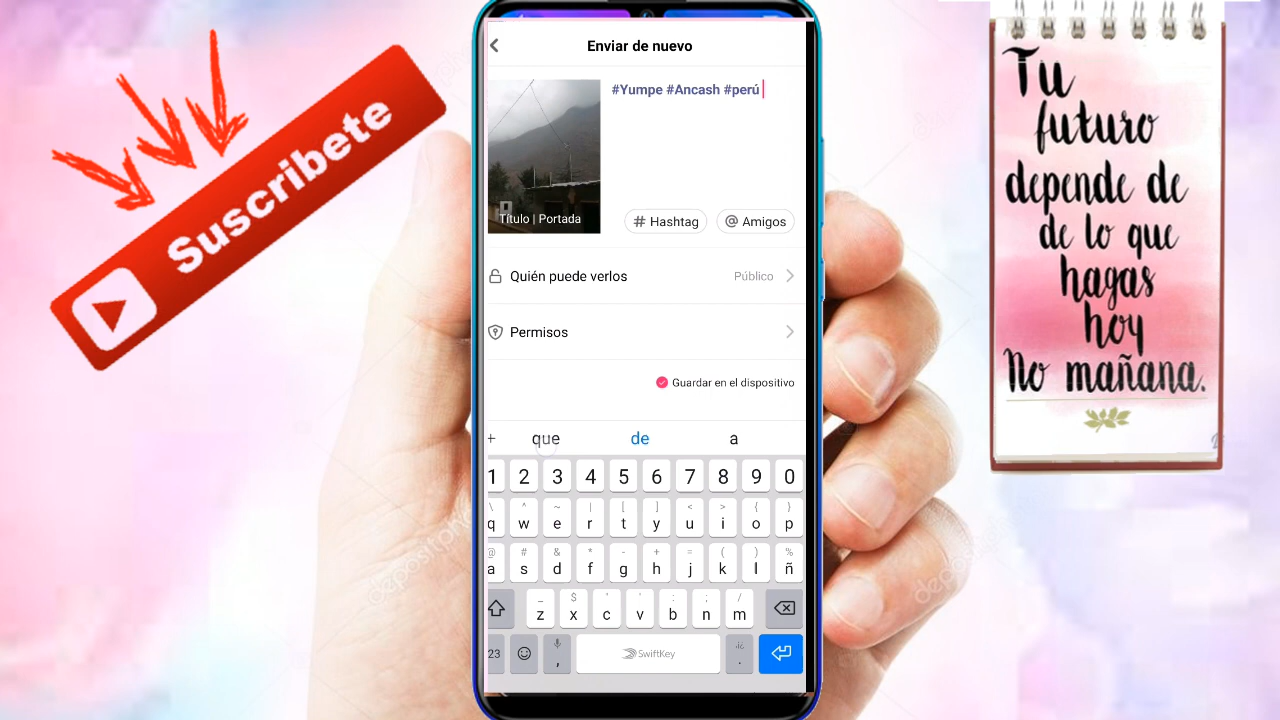 Suscribete
Enviar de nuevo
#Yumpe #Ancash #perú
Título | Portada
# Hashtag
@ Amigos
Quién puede verlos
Público
Permisos
Guardar en el dispositivo
+ que de a
1 2 3 4 5 6 7 8 9 0
\ ^ ~ | [ ] < > { }
q w e r t y u i o p
@ # & * - + = ( ) %
a s d f g h j k l ñ
_ $ " ' : ; /
z x c v b n m
23 , SwiftKey .
Tu
futuro
depende de
de lo que
hagas
hoy
No mañana.
depositphotos